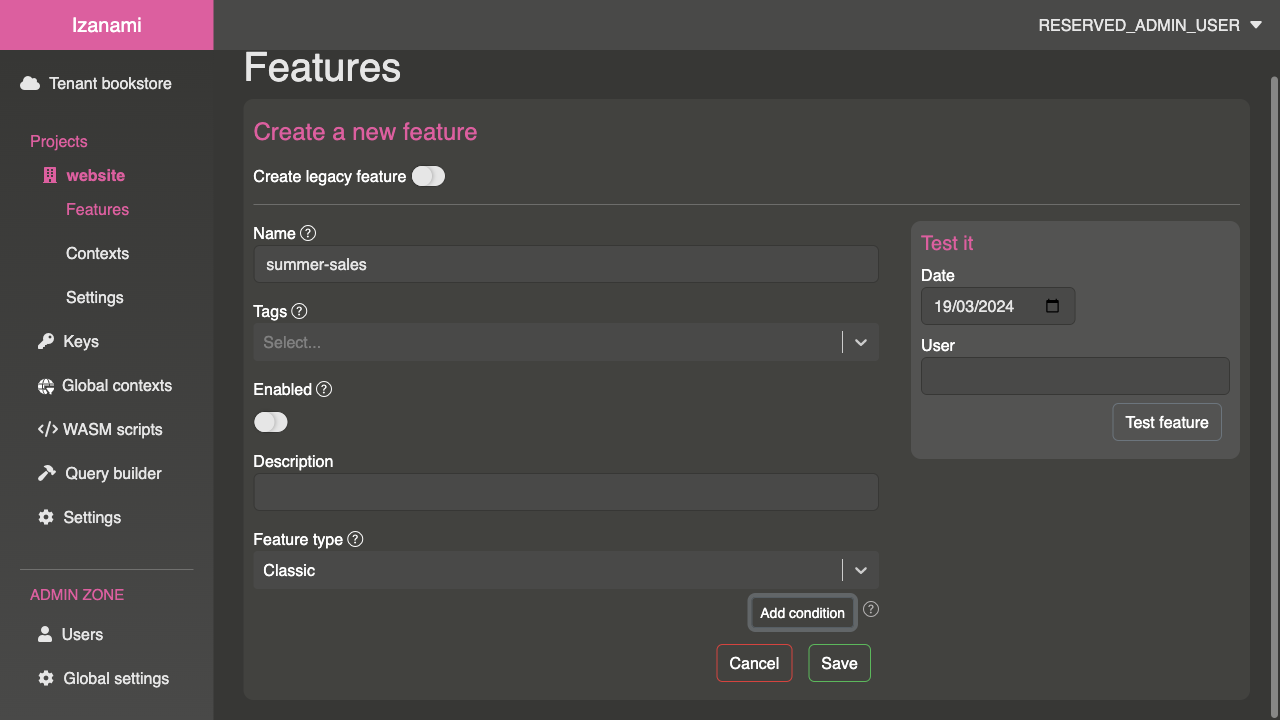 Izanami
RESERVED_ADMIN_USER
Tenant bookstore
Projects
website
Features
Contexts
Settings
Keys
Global contexts
WASM scripts
Query builder
Settings
ADMIN ZONE
Users
Global settings
Features
Create a new feature
Create legacy feature
Name ?
summer-sales
Tags ?
Select...
Enabled ?
Description
Feature type ?
Classic
Add condition ?
Cancel Save
Test it
Date
19/03/2024
User
Test feature